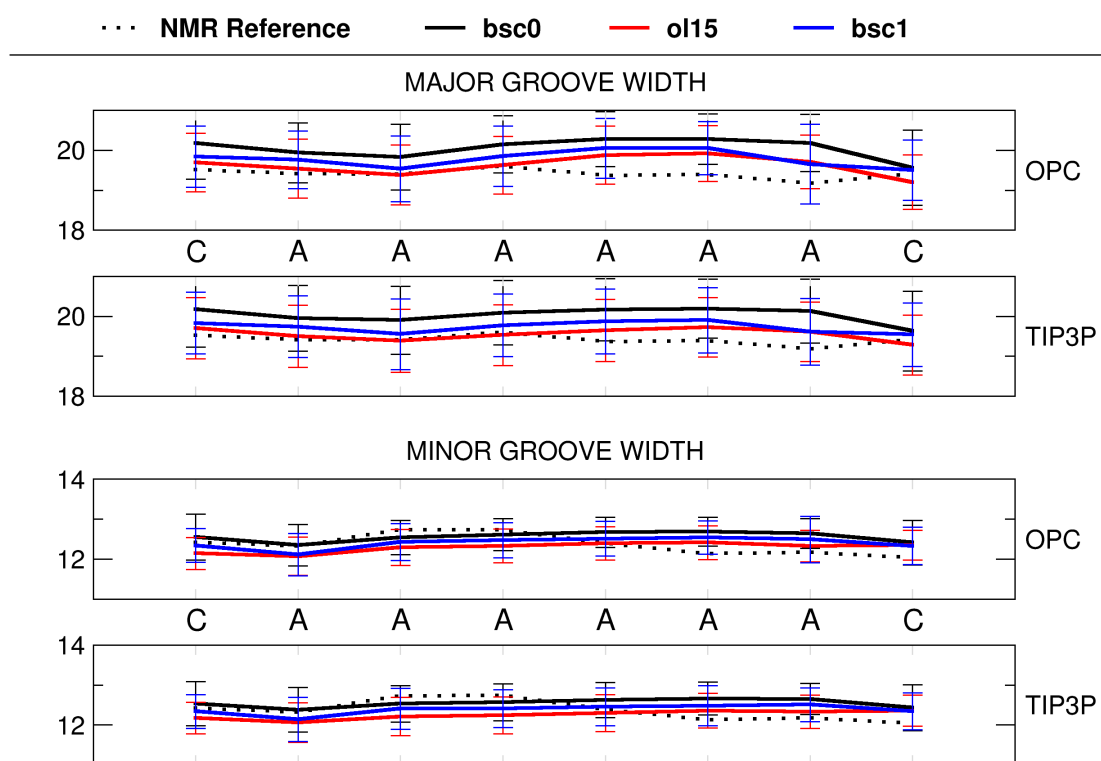 NMR Reference bsc0 ol15 bsc1
MAJOR GROOVE WIDTH
20
18
OPC
C A A A A A A C
20
18
TIP3P
MINOR GROOVE WIDTH
14
12
OPC
C A A A A A A C
14
12
TIP3P